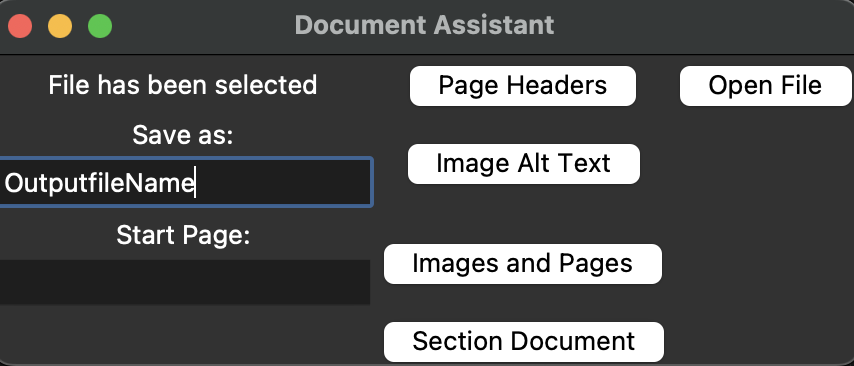 Document Assistant
File has been selected
Page Headers
Open File
Save as:
Image Alt Text
OutputfileName
Start Page:
Images and Pages
Section Document